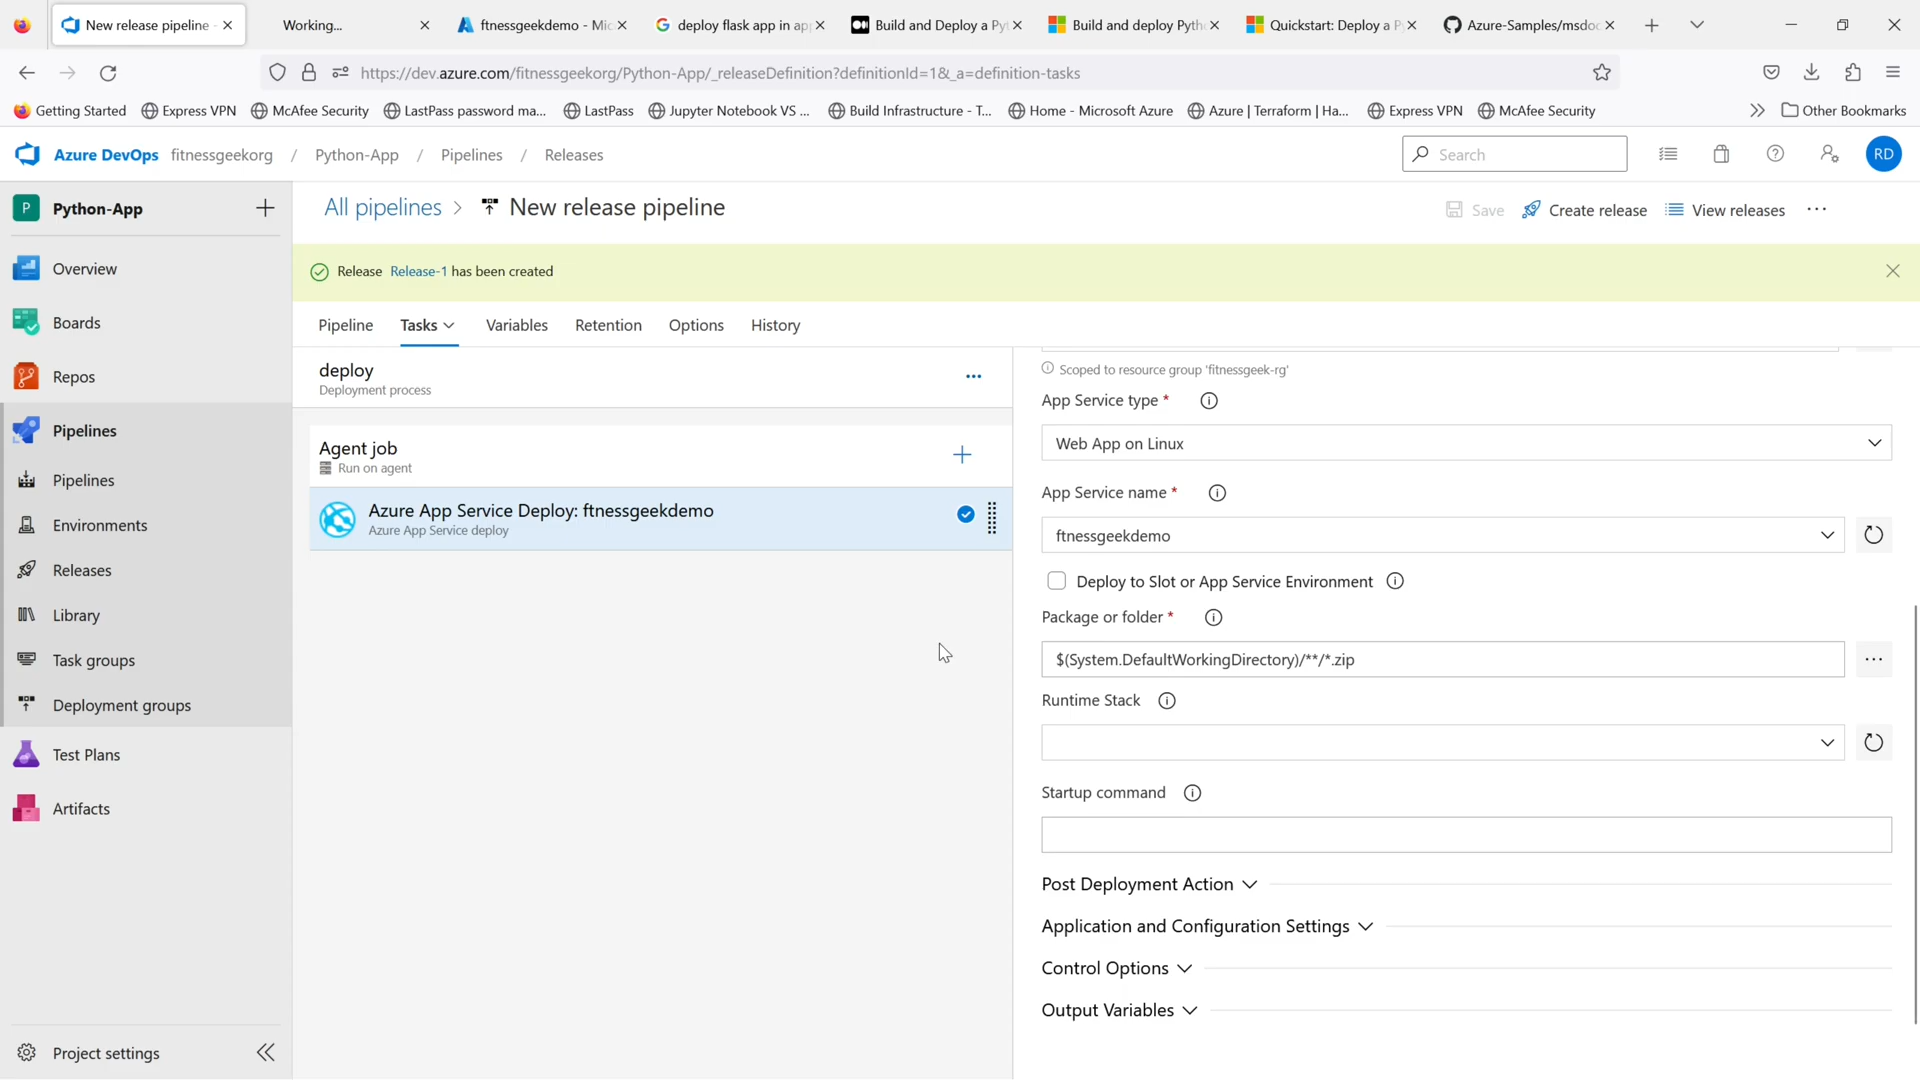 New release pipeline -
Working...
ftnessgeekdemo - Mic
deploy flask app in ap
Build and Deploy a Py
Build and deploy Pytho
Quickstart: Deploy a P
Azure-Samples/msdoc
https://dev.azure.com/fitnessgeekorg/Python-App/_releaseDefinition?definitionId=1&_a=definition-tasks
Getting Started
Express VPN
McAfee Security
LastPass password ma...
LastPass
Jupyter Notebook VS ...
Build Infrastructure - T...
Home - Microsoft Azure
Azure | Terraform | Ha...
Express VPN
McAfee Security
Other Bookmarks
Azure DevOps
fitnessgeekorg / Python-App / Pipelines / Releases
Search
RD
P
Python-App
All pipelines > New release pipeline
Save
Create release
View releases
...
Overview
Release Release-1 has been created
Boards
Pipeline
Tasks
Variables
Retention
Options
History
Repos
deploy
Deployment process
Pipelines
Agent job
Run on agent
Pipelines
Azure App Service Deploy: ftnessgeekdemo
Azure App Service deploy
Environments
Releases
Library
Task groups
Deployment groups
Test Plans
Artifacts
Project settings
Scoped to resource group 'fitnessgeek-rg'
App Service type *
Web App on Linux
App Service name *
ftnessgeekdemo
Deploy to Slot or App Service Environment
Package or folder *
$(System.DefaultWorkingDirectory)/**/*.zip
...
Runtime Stack
Startup command
Post Deployment Action
Application and Configuration Settings
Control Options
Output Variables